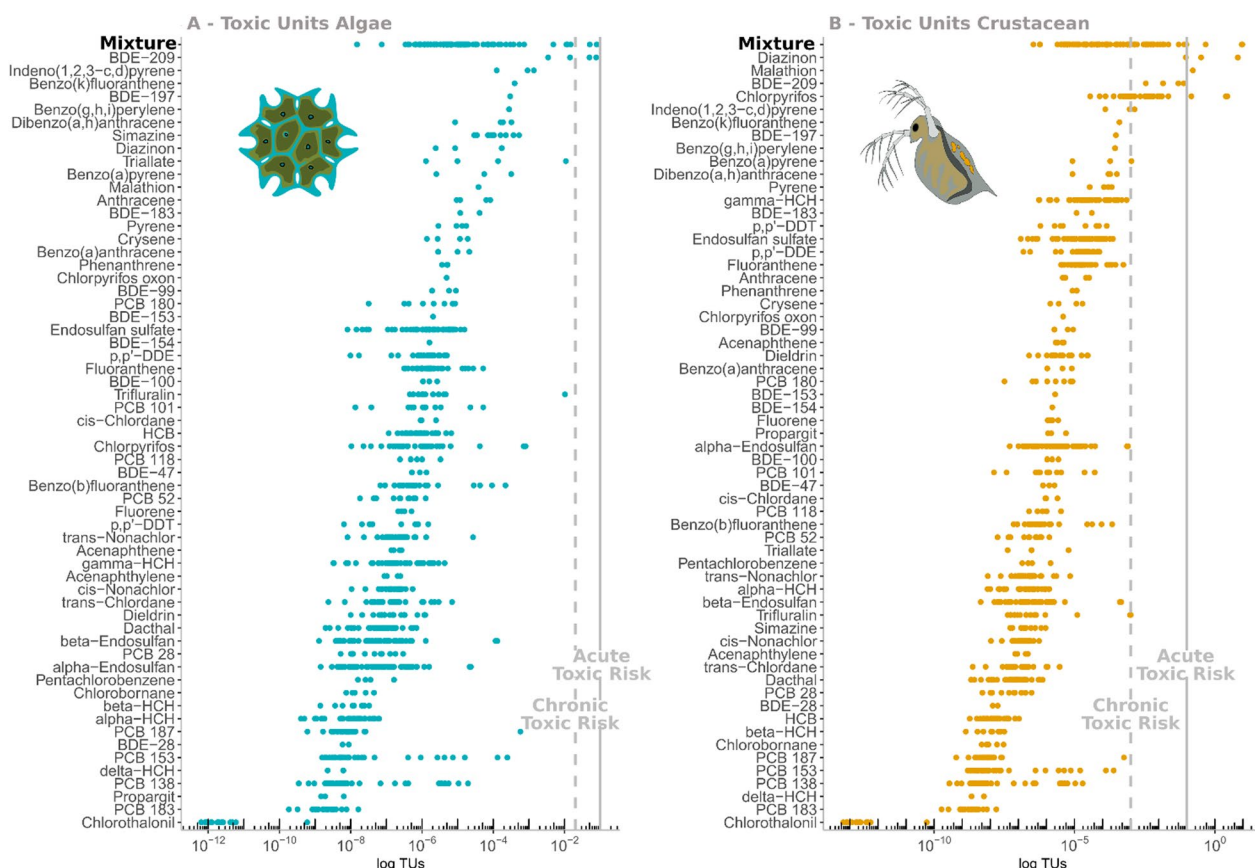 A - Toxic Units Algae
Mixture
BDE−209
Indeno(1,2,3−c,d)pyrene
Benzo(k)fluoranthene
BDE−197
Benzo(g,h,i)perylene
Dibenzo(a,h)anthracene
Simazine
Diazinon
Triallate
Benzo(a)pyrene
Malathion
Anthracene
BDE−183
Pyrene
Crysene
Benzo(a)anthracene
Phenanthrene
Chlorpyrifos oxon
BDE−99
PCB 180
BDE−153
Endosulfan sulfate
BDE−154
p,p'−DDE
Fluoranthene
BDE−100
Trifluralin
PCB 101
cis−Chlordane
HCB
Chlorpyrifos
PCB 118
BDE−47
Benzo(b)fluoranthene
PCB 52
Fluorene
p,p'−DDT
trans−Nonachlor
Acenaphthene
gamma−HCH
Acenaphthylene
cis−Nonachlor
trans−Chlordane
Dieldrin
Dacthal
beta−Endosulfan
PCB 28
alpha−Endosulfan
Pentachlorobenzene
Chlorobornane
beta−HCH
alpha−HCH
PCB 187
BDE−28
PCB 153
delta−HCH
PCB 138
Propargit
PCB 183
Chlorothalonil
Acute
Toxic Risk
Chronic
Toxic Risk
10−12 10−10 10−8 10−6 10−4 10−2
log TUs
B - Toxic Units Crustacean
Mixture
Diazinon
Malathion
BDE−209
Chlorpyrifos
Indeno(1,2,3−c,d)pyrene
Benzo(k)fluoranthene
BDE−197
Benzo(g,h,i)perylene
Benzo(a)pyrene
Dibenzo(a,h)anthracene
Pyrene
gamma−HCH
BDE−183
p,p'−DDT
Endosulfan sulfate
p,p'−DDE
Fluoranthene
Anthracene
Phenanthrene
Crysene
Chlorpyrifos oxon
BDE−99
Acenaphthene
Dieldrin
Benzo(a)anthracene
PCB 180
BDE−153
BDE−154
Fluorene
Propargit
alpha−Endosulfan
BDE−100
PCB 101
BDE−47
cis−Chlordane
PCB 118
Benzo(b)fluoranthene
PCB 52
Triallate
Pentachlorobenzene
trans−Nonachlor
alpha−HCH
beta−Endosulfan
Trifluralin
Simazine
cis−Nonachlor
Acenaphthylene
trans−Chlordane
Dacthal
PCB 28
BDE−28
HCB
beta−HCH
Chlorobornane
PCB 187
PCB 153
PCB 138
delta−HCH
PCB 183
Chlorothalonil
Acute
Toxic Risk
Chronic
Toxic Risk
10−10 10−5 100
log TUs